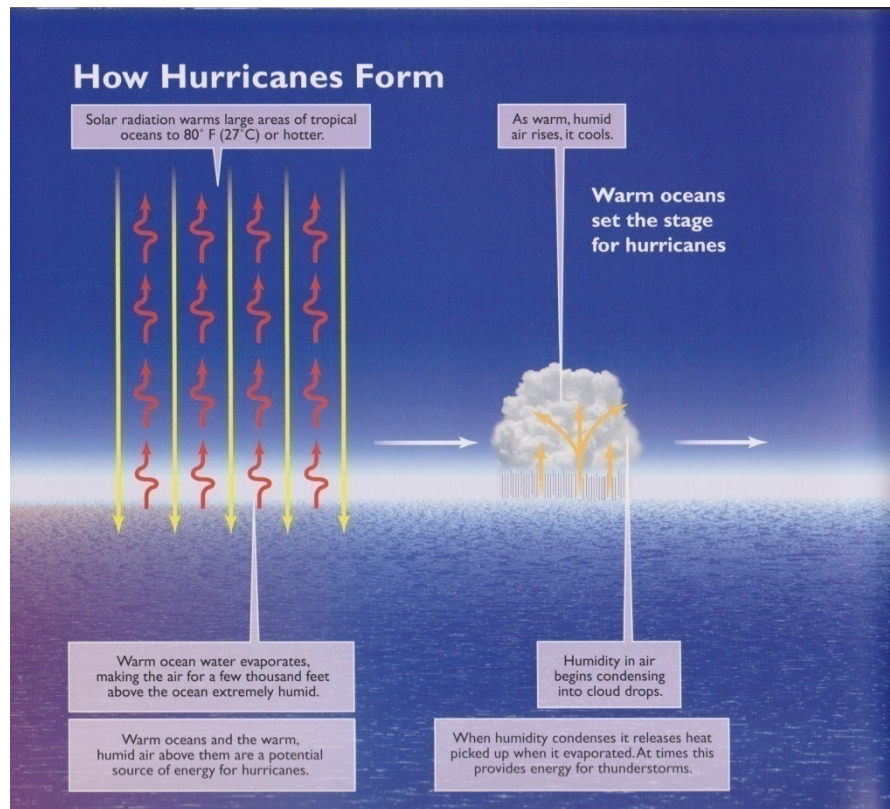 How Hurricanes Form
Solar radiation warms large areas of tropical
oceans to 80° F (27°C) or hotter.
As warm, humid
air rises, it cools.
Warm oceans
set the stage
for hurricanes
Warm ocean water evaporates,
making the air for a few thousand feet
above the ocean extremely humid.
Humidity in air
begins condensing
into cloud drops.
Warm oceans and the warm,
humid air above them are a potential
source of energy for hurricanes.
When humidity condenses it releases heat
picked up when it evaporated. At times this
provides energy for thunderstorms.